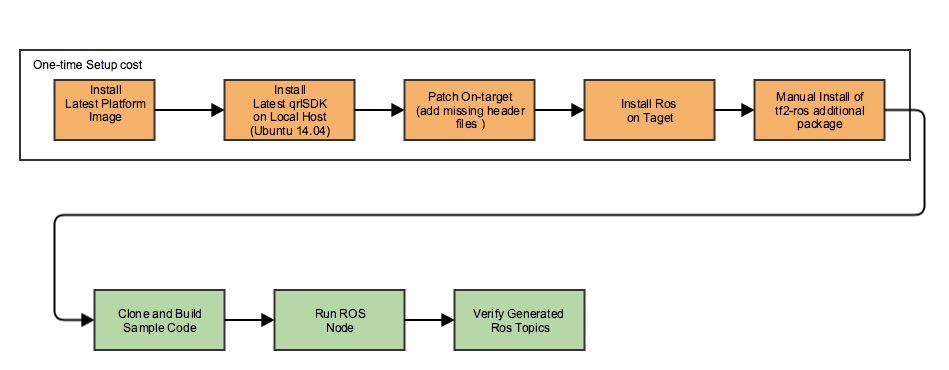 One-time Setup cost
Install
Latest Platform
Image
Install
Latest qrlSDK
on Local Host
(Ubuntu 14.04)
Patch On-target
(add missing header
files )
Install Ros
on Taget
Manual Install of
tf2-ros additional
package
Clone and Build
Sample Code
Run ROS
Node
Verify Generated
Ros Topics